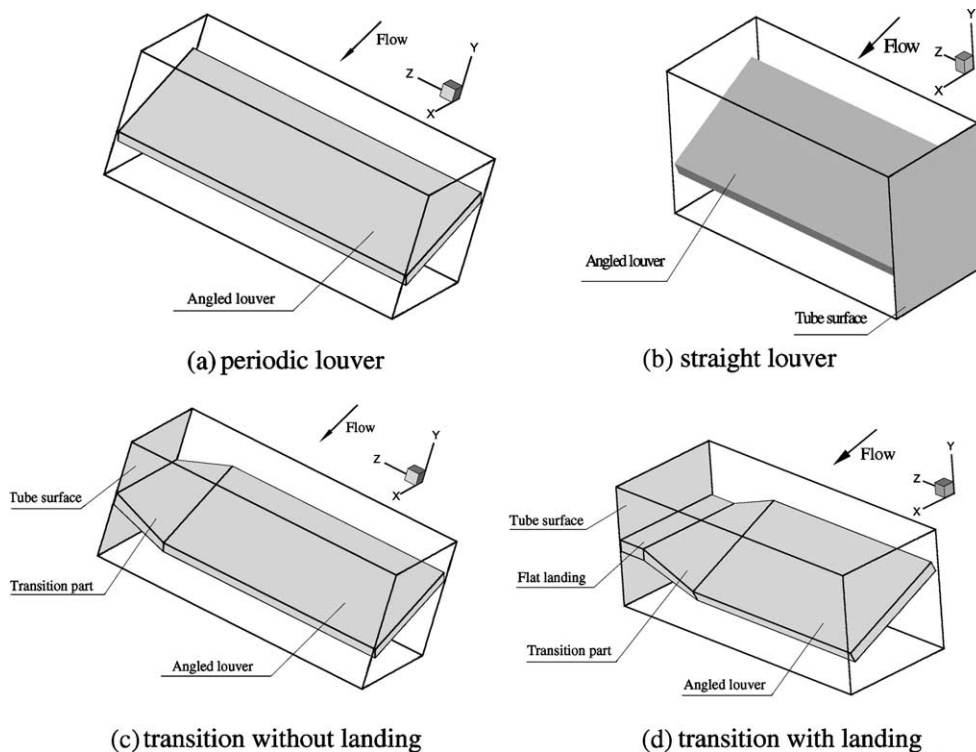 Flow
Y
Z
X
Angled louver
(a) periodic louver
Flow
Y
Z
X
Angled louver
Tube surface
(b) straight louver
Flow
Y
Z
X
Tube surface
Transition part
Angled louver
(c) transition without landing
Flow
Y
Z
X
Tube surface
Flat landing
Transition part
Angled louver
(d) transition with landing